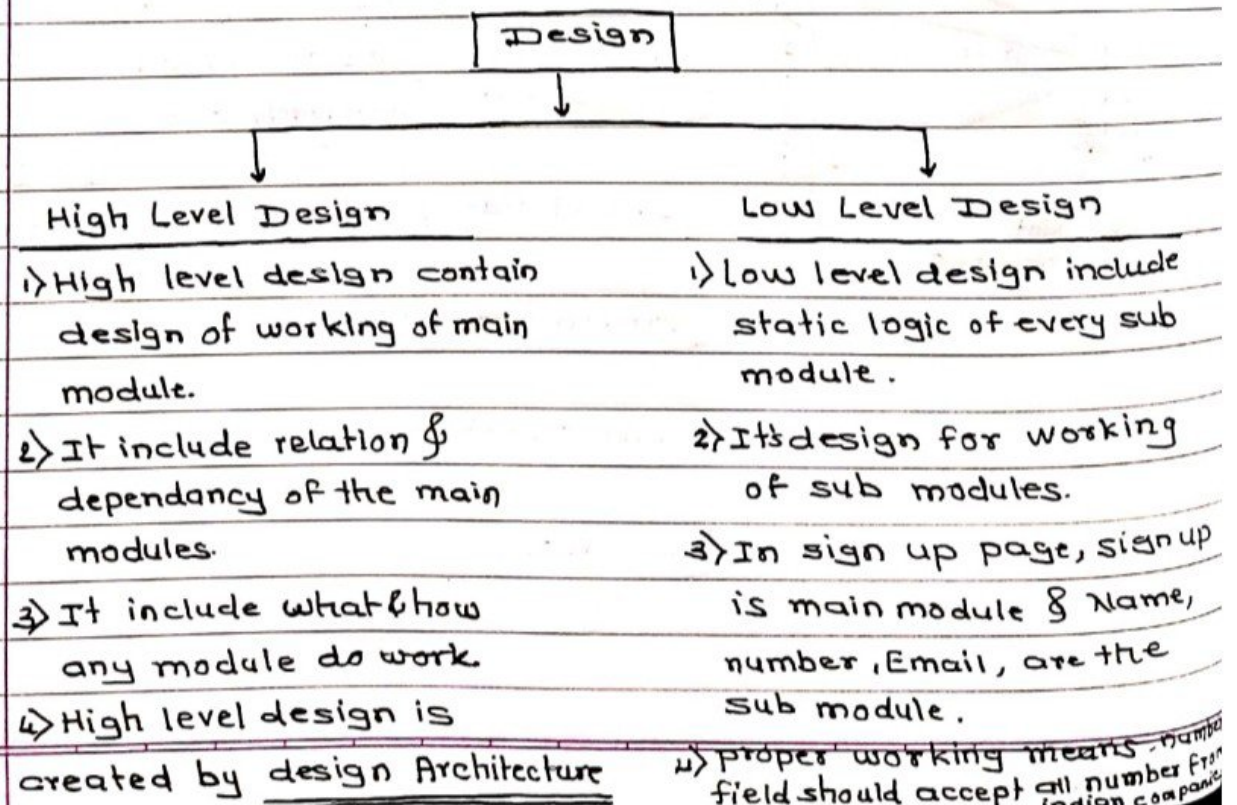 Design
High Level Design
1) High level design contain
design of working of main
module.
2) It include relation &
dependancy of the main
modules.
3) It include what & how
any module do work.
4) High level design is
created by design Architecture
Low Level Design
1) Low level design include
static logic of every sub
module.
2) It's design for working
of sub modules.
3) In sign up page, signup
is main module & Name,
number, Email, are the
sub module.
4) proper working means number
field should accept all number from
indian companies